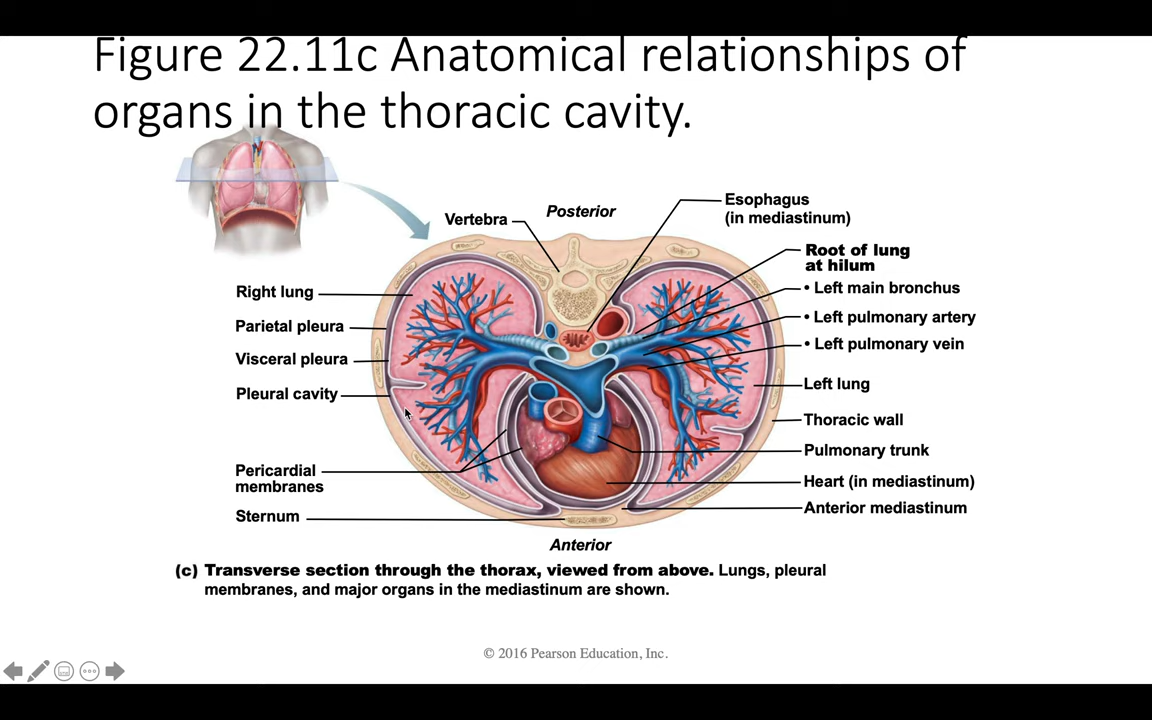 Figure 22.11c Anatomical relationships of
organs in the thoracic cavity.
Vertebra
Posterior
Esophagus
(in mediastinum)
Root of lung
at hilum
• Left main bronchus
• Left pulmonary artery
• Left pulmonary vein
Left lung
Thoracic wall
Pulmonary trunk
Heart (in mediastinum)
Anterior mediastinum
Right lung
Parietal pleura
Visceral pleura
Pleural cavity
Pericardial
membranes
Sternum
Anterior
(c) Transverse section through the thorax, viewed from above. Lungs, pleural
membranes, and major organs in the mediastinum are shown.
© 2016 Pearson Education, Inc.